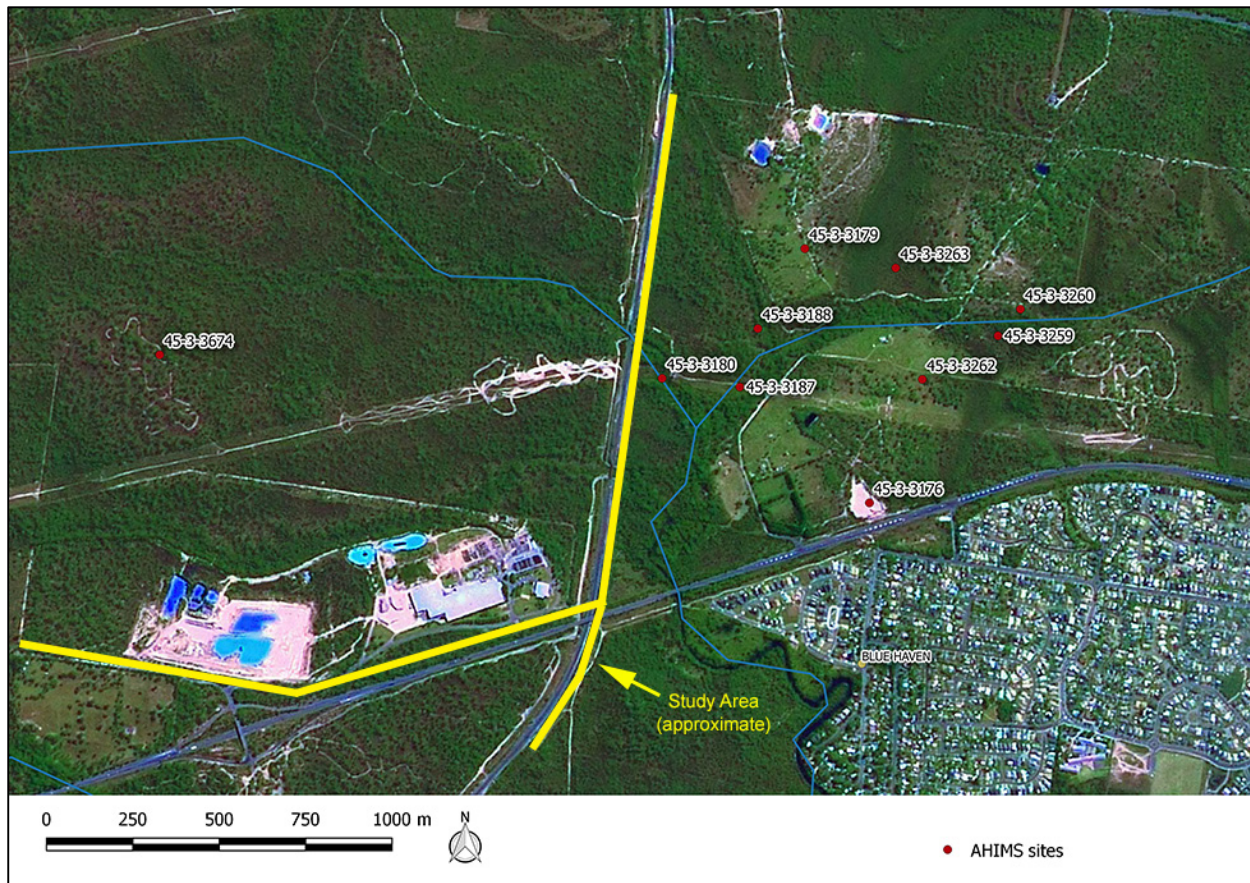 45-3-3179
45-3-3263
45-3-3260
45-3-3188
45-3-3259
45-3-3674
45-3-3180
45-3-3187
45-3-3262
45-3-3176
BLUE HAVEN
Study Area
(approximate)
0 250 500 750 1000 m
N
AHIMS sites